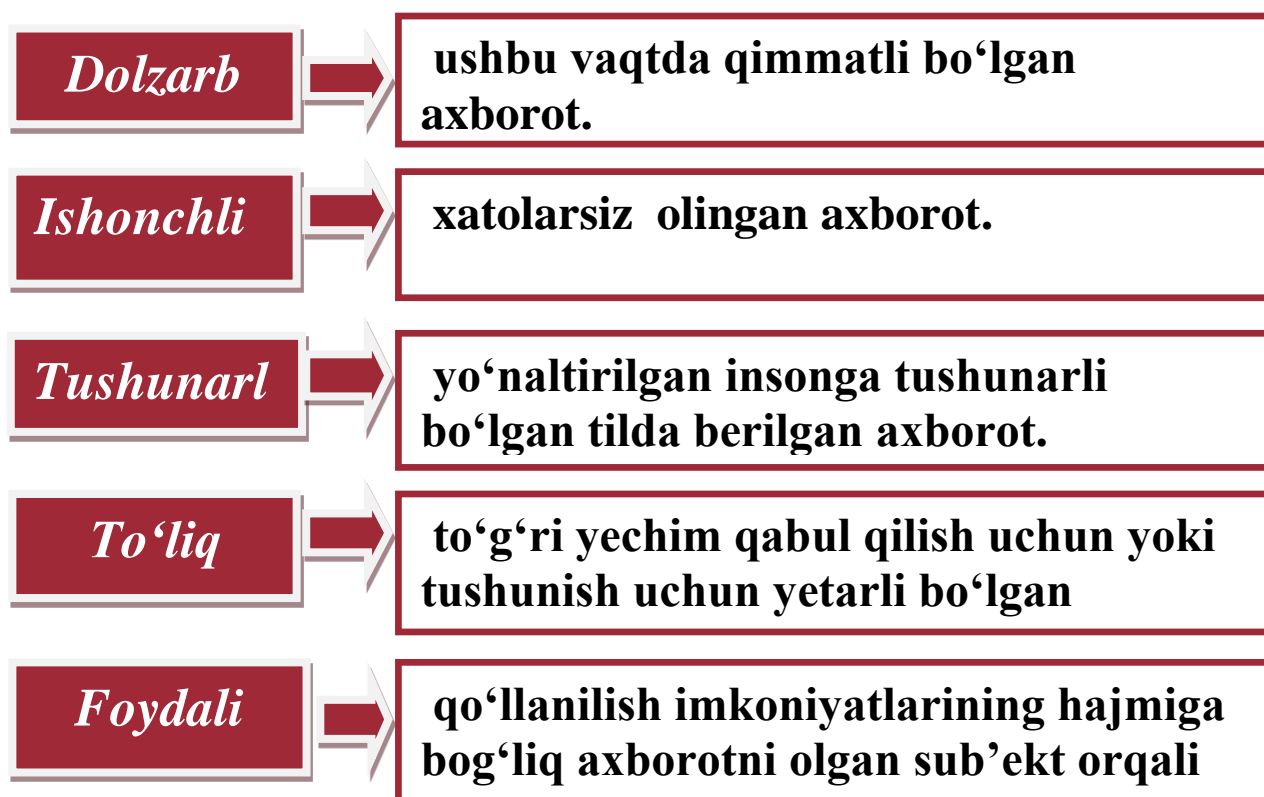 Dolzarb
ushbu vaqtda qimmatli bo‘lgan
axborot.
Ishonchli
xatolarsiz olingan axborot.
Tushunarl
yo‘naltirilgan insonga tushunarli
bo‘lgan tilda berilgan axborot.
To‘liq
to‘g‘ri yechim qabul qilish uchun yoki
tushunish uchun yetarli bo‘lgan
Foydali
qo‘llanilish imkoniyatlarining hajmiga
bog‘liq axborotni olgan sub’ekt orqali